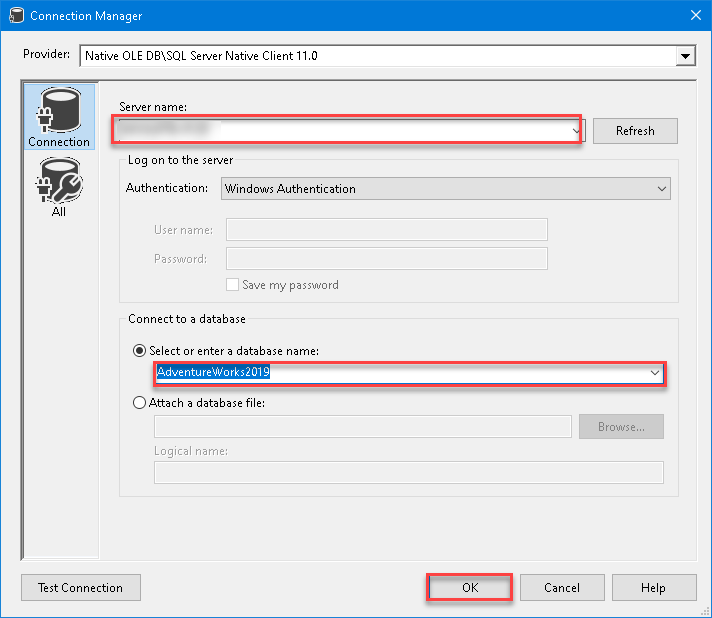 Connection Manager
Provider: Native OLE DB\SQL Server Native Client 11.0
Connection
All
Server name:
Refresh
Log on to the server
Authentication: Windows Authentication
User name:
Password:
Save my password
Connect to a database
Select or enter a database name:
AdventureWorks2019
Attach a database file:
Browse...
Logical name:
Test Connection OK Cancel Help